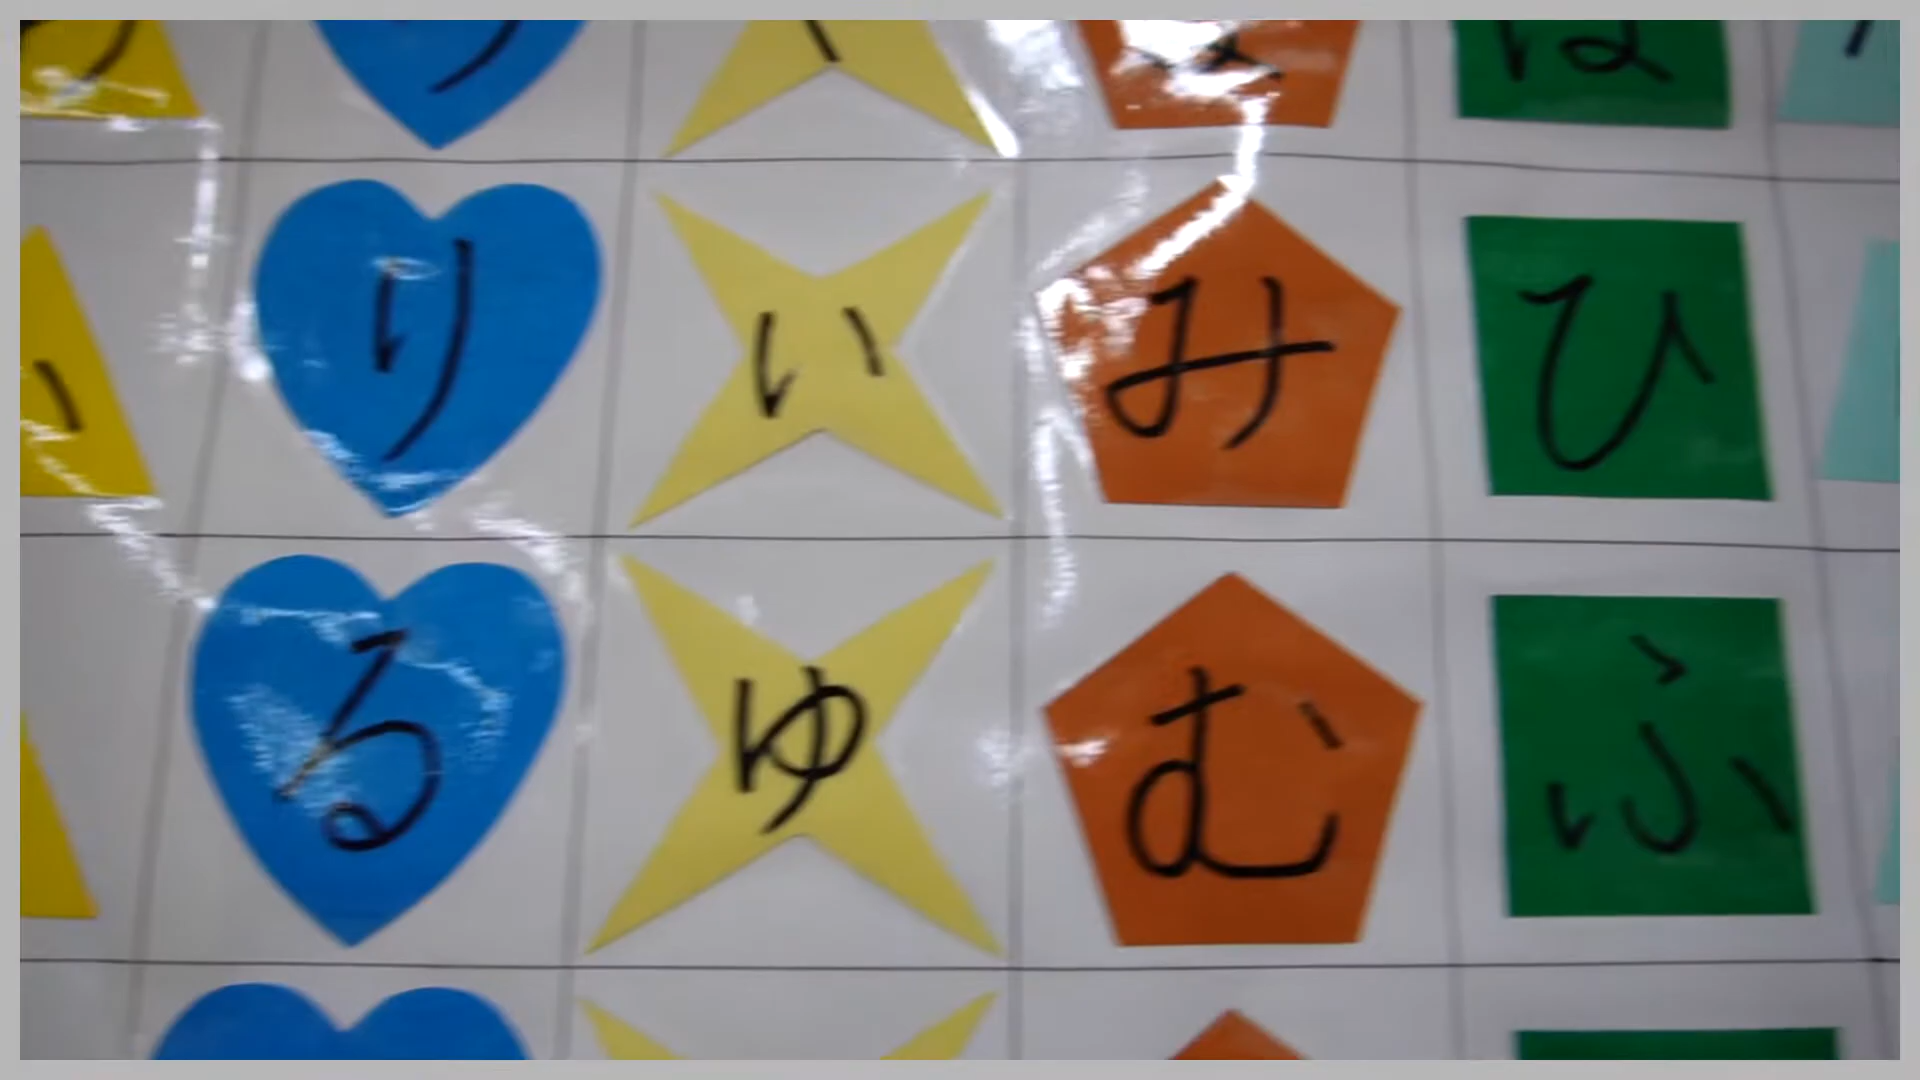 り い み ひ
る ゆ む ふ